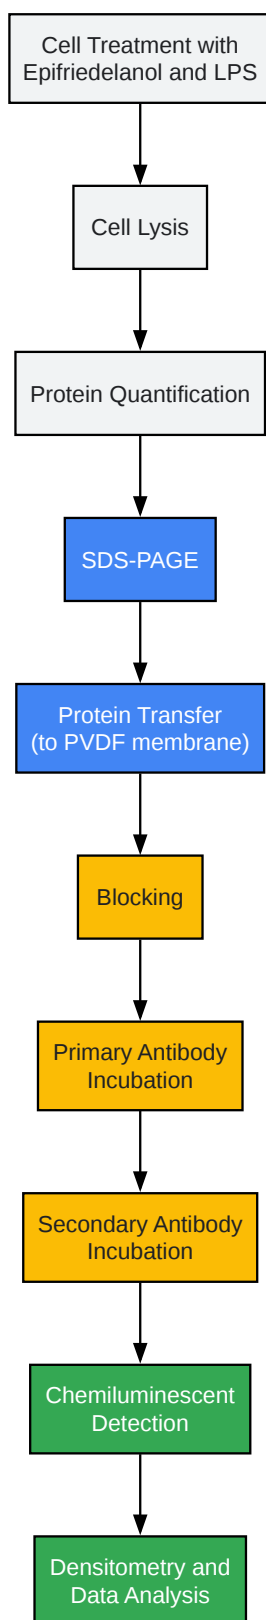 Cell Treatment with
Epifriedelanol and LPS
Cell Lysis
Protein Quantification
SDS-PAGE
Protein Transfer
(to PVDF membrane)
Blocking
Primary Antibody
Incubation
Secondary Antibody
Incubation
Chemiluminescent
Detection
Densitometry and
Data Analysis